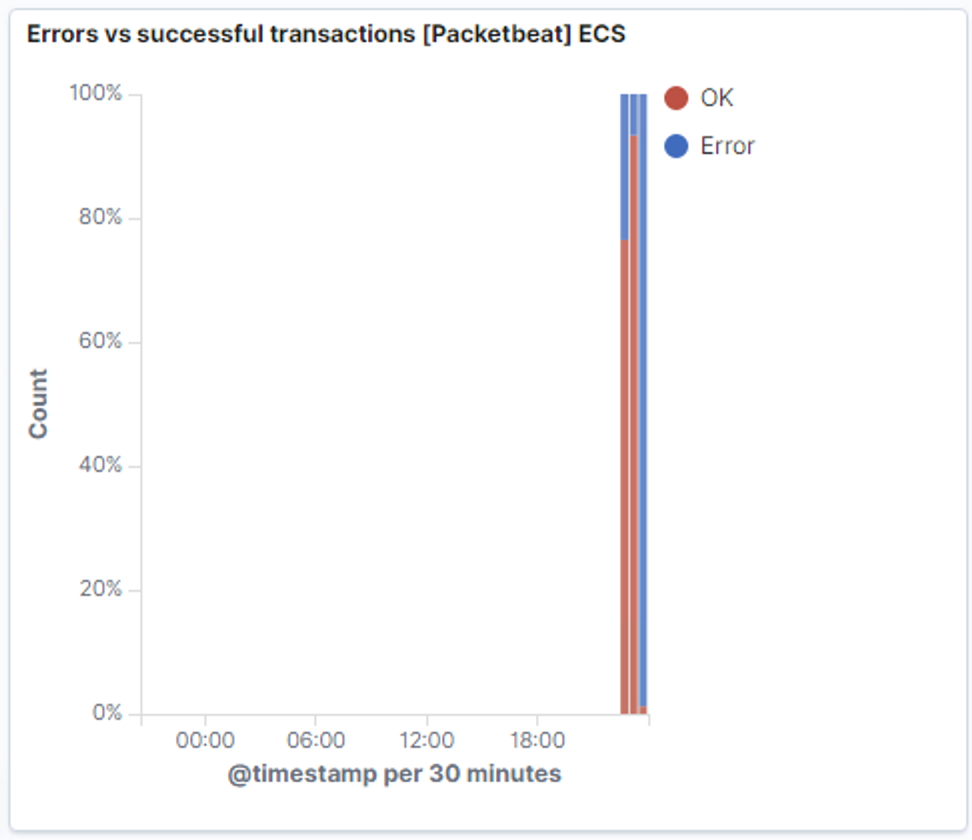 Errors vs successful transactions [Packetbeat] ECS
100%
80%
60%
40%
20%
0%
Count
00:00 06:00 12:00 18:00
@timestamp per 30 minutes
OK
Error